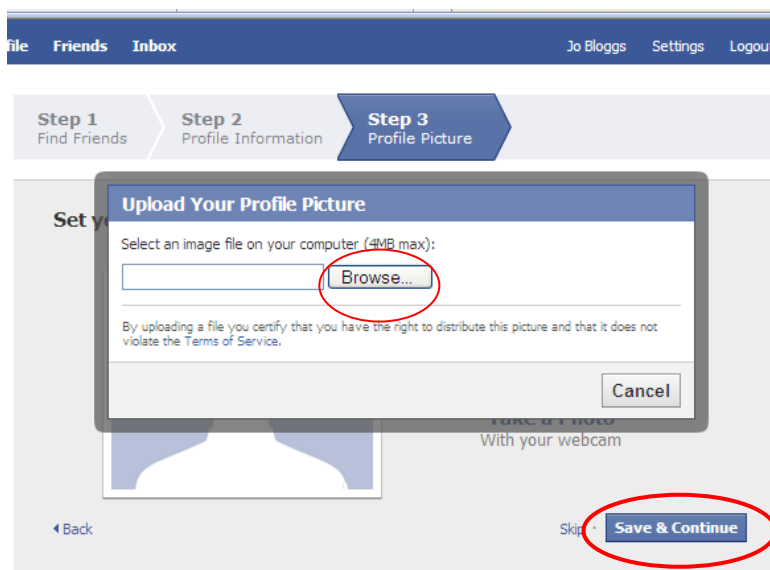 file Friends Inbox Jo Bloggs Settings Logout
Step 1 Step 2 Step 3
Find Friends Profile Information Profile Picture
Set y
Upload Your Profile Picture
Select an image file on your computer (4MB max):
Browse...
By uploading a file you certify that you have the right to distribute this picture and that it does not
violate the Terms of Service.
Cancel
Take a Photo
With your webcam
Back Skip · Save & Continue